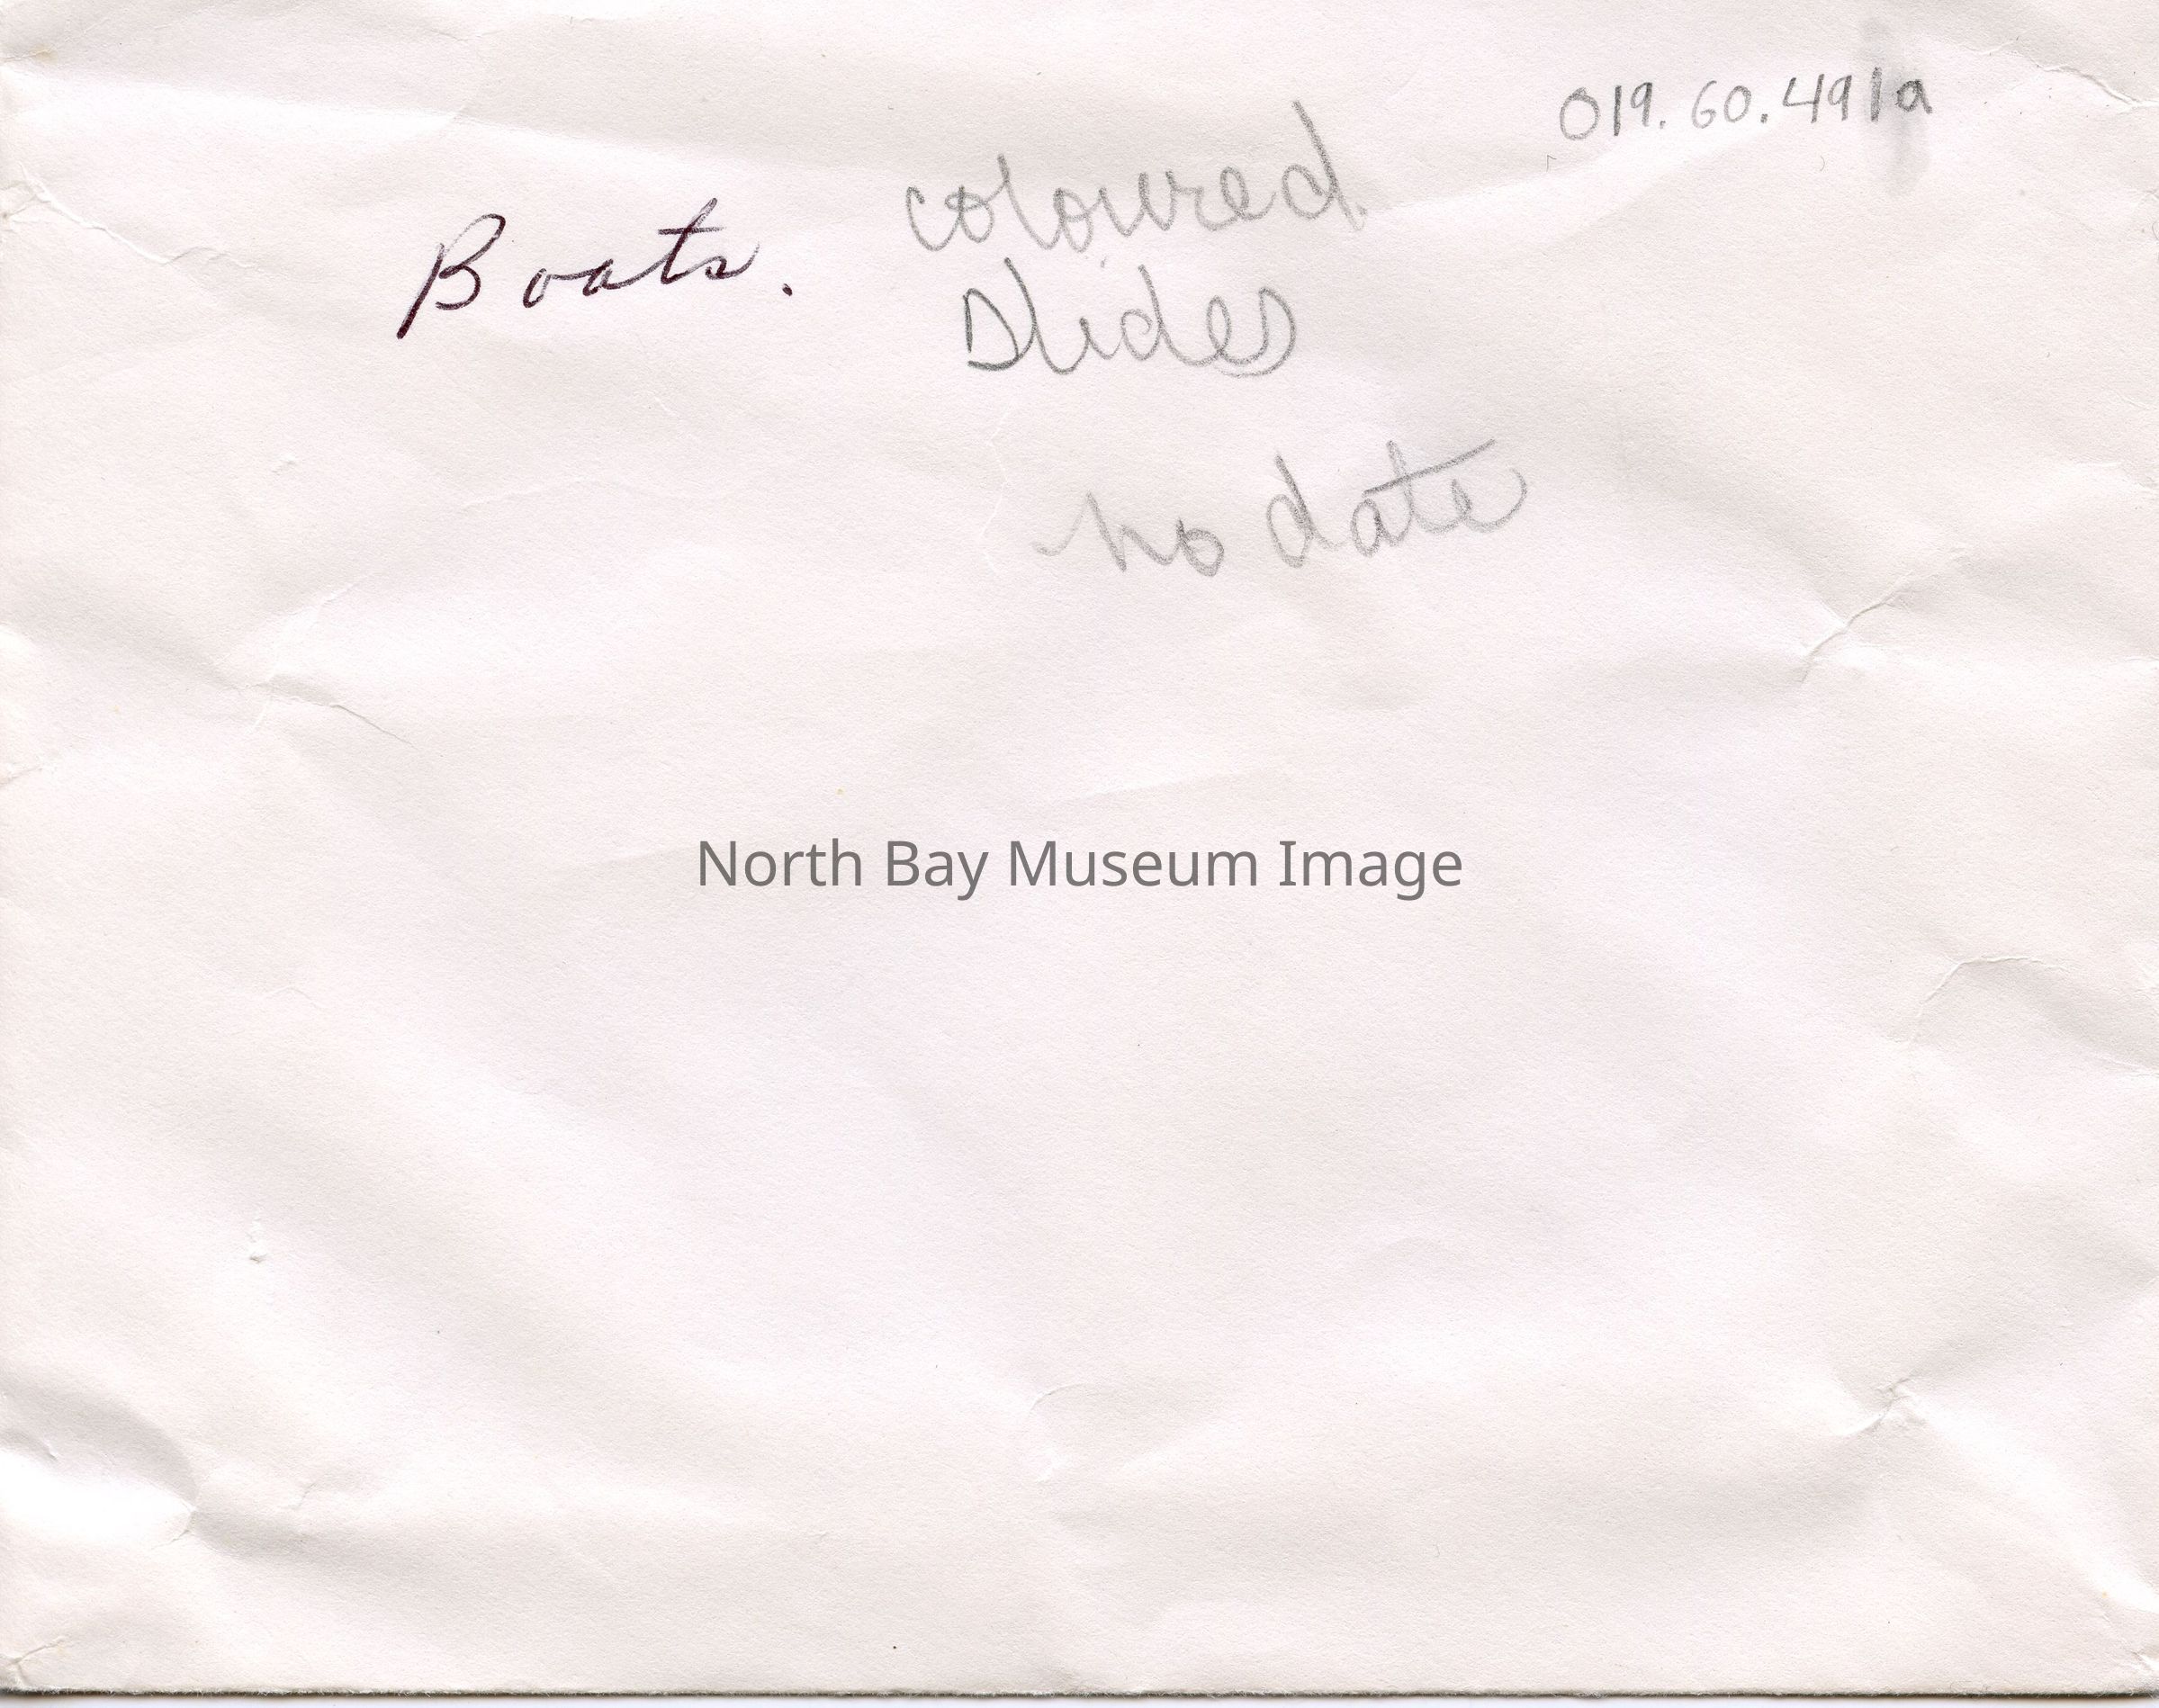 019.60.491a
Boats. coloured
slides
no date
North Bay Museum Image